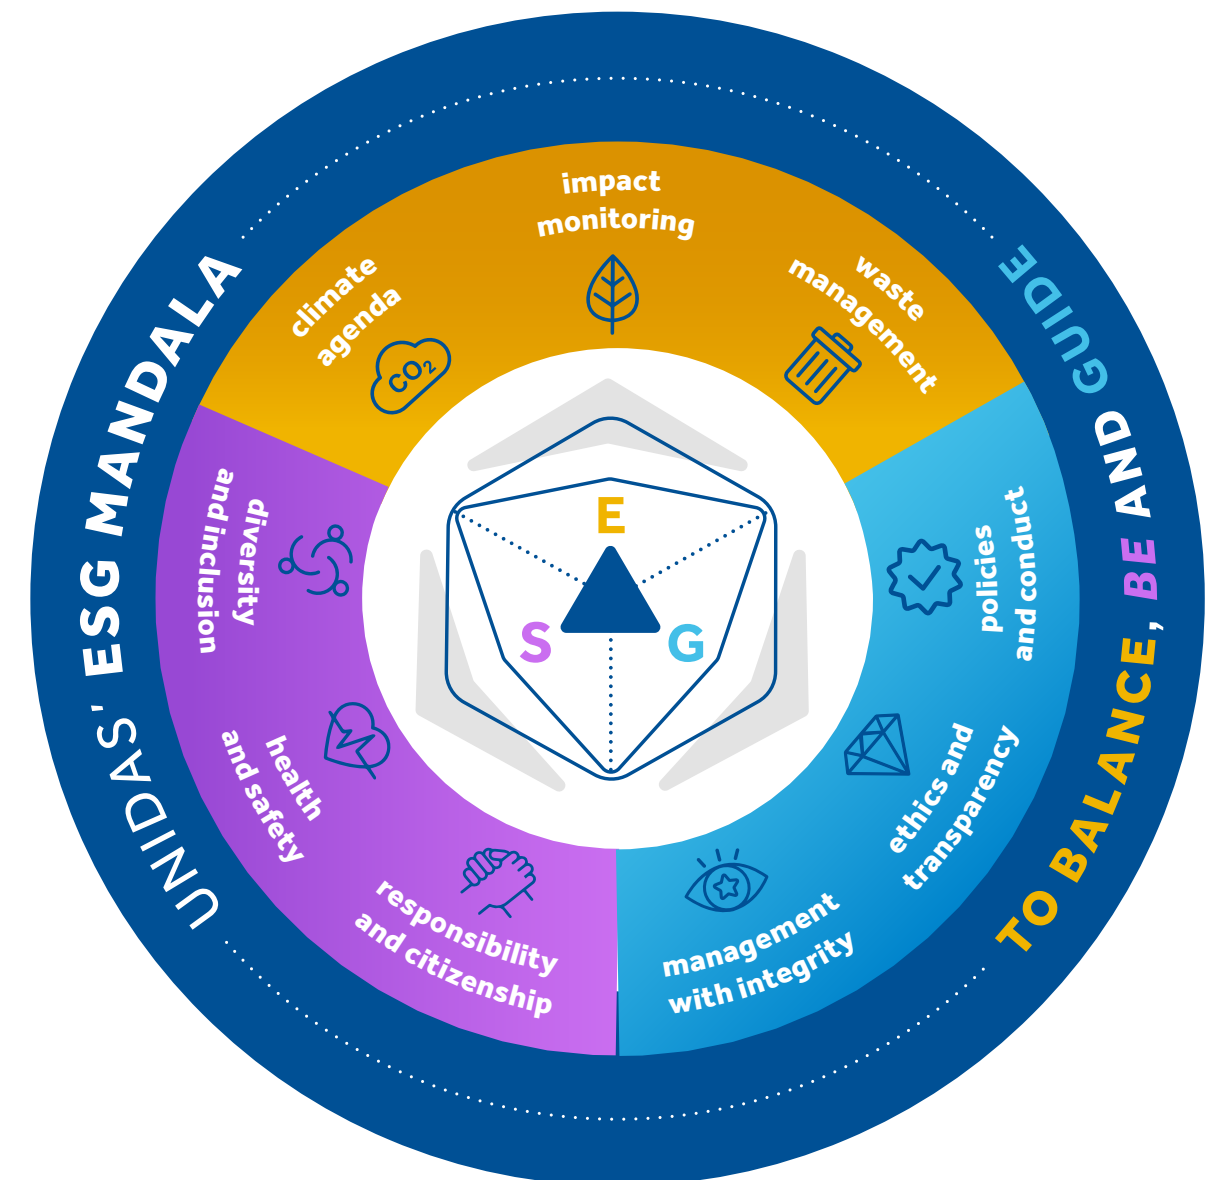 UNIDAS' ESG MANDALA
TO BALANCE, BE AND GUIDE
impact
monitoring
climate
agenda
CO2
waste
management
diversity
and inclusion
policies
and conduct
E
S
G
health
and safety
ethics and
transparency
responsibility
and citizenship
management
with integrity